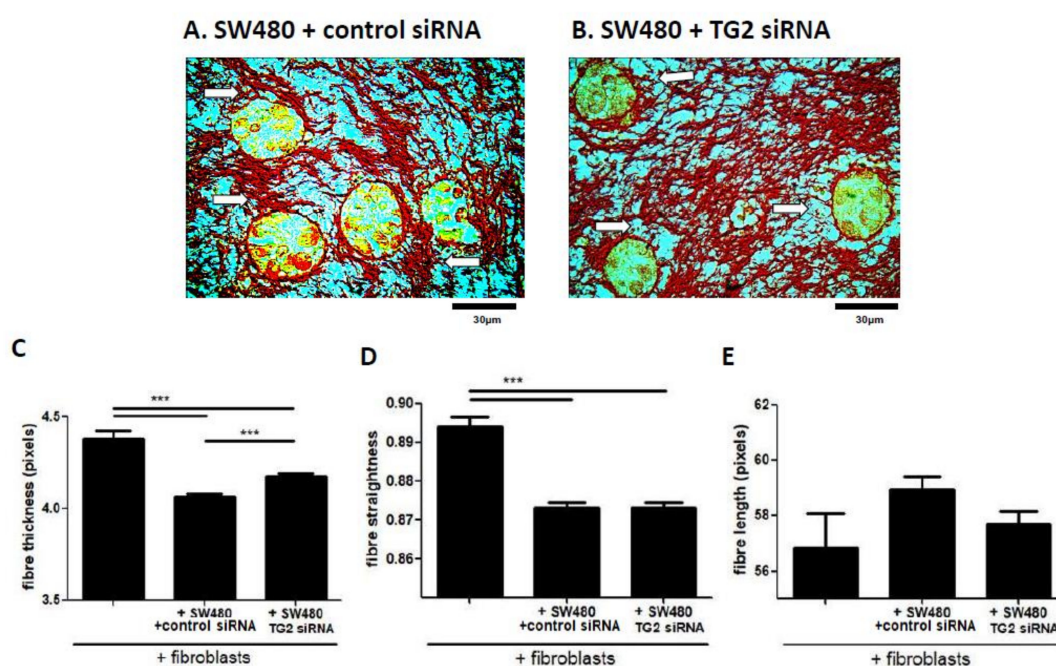 A. SW480 + control siRNA
B. SW480 + TG2 siRNA
30µm
30µm
C
fibre thickness (pixels)
4.5
4.0
3.5
***
***
+ SW480
+control siRNA
+ SW480
TG2 siRNA
+ fibroblasts
D
fibre straightness
0.90
0.89
0.88
0.87
0.86
***
+ SW480
+control siRNA
+ SW480
TG2 siRNA
+ fibroblasts
E
fibre length (pixels)
62
60
58
56
+ SW480
+control siRNA
+ SW480
TG2 siRNA
+ fibroblasts